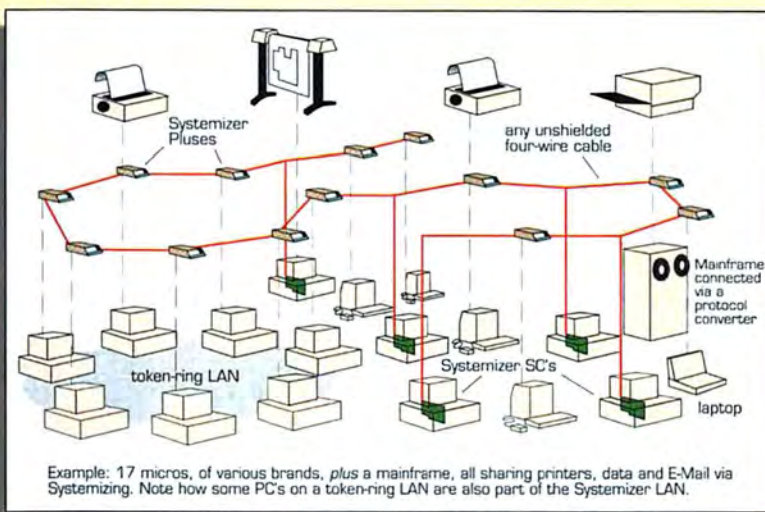 Systemizer
Pluses
any unshielded
four-wire cable
Mainframe
connected
via a
protocol
converter
token-ring LAN
Systemizer SC's
laptop
Example: 17 micros, of various brands, plus a mainframe, all sharing printers, data and E-Mail via
Systemizing. Note how some PC's on a token-ring LAN are also part of the Systemizer LAN.